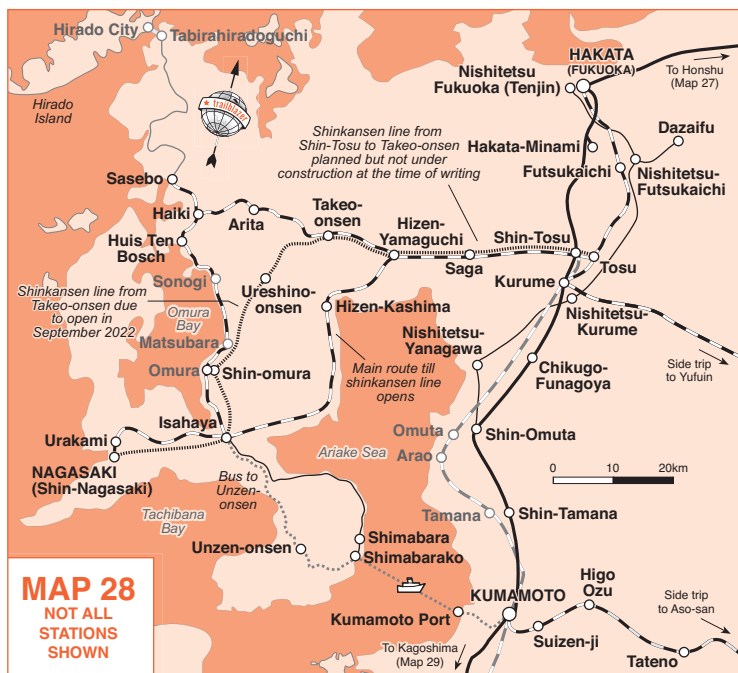 Hirado City
Tabirahiradoguchi
HAKATA
(FUKUOKA)
To Honshu
(Map 27)
Nishitetsu
Fukuoka (Tenjin)
Hirado
Island
trailblazer
Shinkansen line from
Shin-Tosu to Takeo-onsen
planned but not under
construction at the time of writing
Dazaifu
Hakata-Minami
Futsukaichi
Nishitetsu-
Futsukaichi
Sasebo
Haiki
Arita
Takeo-
onsen
Hizen-
Yamaguchi
Shin-Tosu
Huis Ten
Bosch
Saga
Tosu
Sonogi
Kurume
Shinkansen line from
Takeo-onsen due
to open in
September 2022
Ureshino-
onsen
Hizen-Kashima
Omura
Bay
Nishitetsu-
Kurume
Matsubara
Nishitetsu-
Yanagawa
Omura
Shin-omura
Main route till
shinkansen line
opens
Chikugo-
Funagoya
Side trip
to Yufuin
Isahaya
Urakami
Omuta
Shin-Omuta
NAGASAKI
(Shin-Nagasaki)
Ariake Sea
Arao
0 10 20km
Bus to
Unzen-
onsen
Tachibana
Bay
Tamana
Shin-Tamana
Shimabara
Unzen-onsen
Shimabarako
MAP 28
NOT ALL
STATIONS
SHOWN
KUMAMOTO
Higo
Ozu
Side trip
to Aso-san
Kumamoto Port
Suizen-ji
To Kagoshima
(Map 29)
Tateno